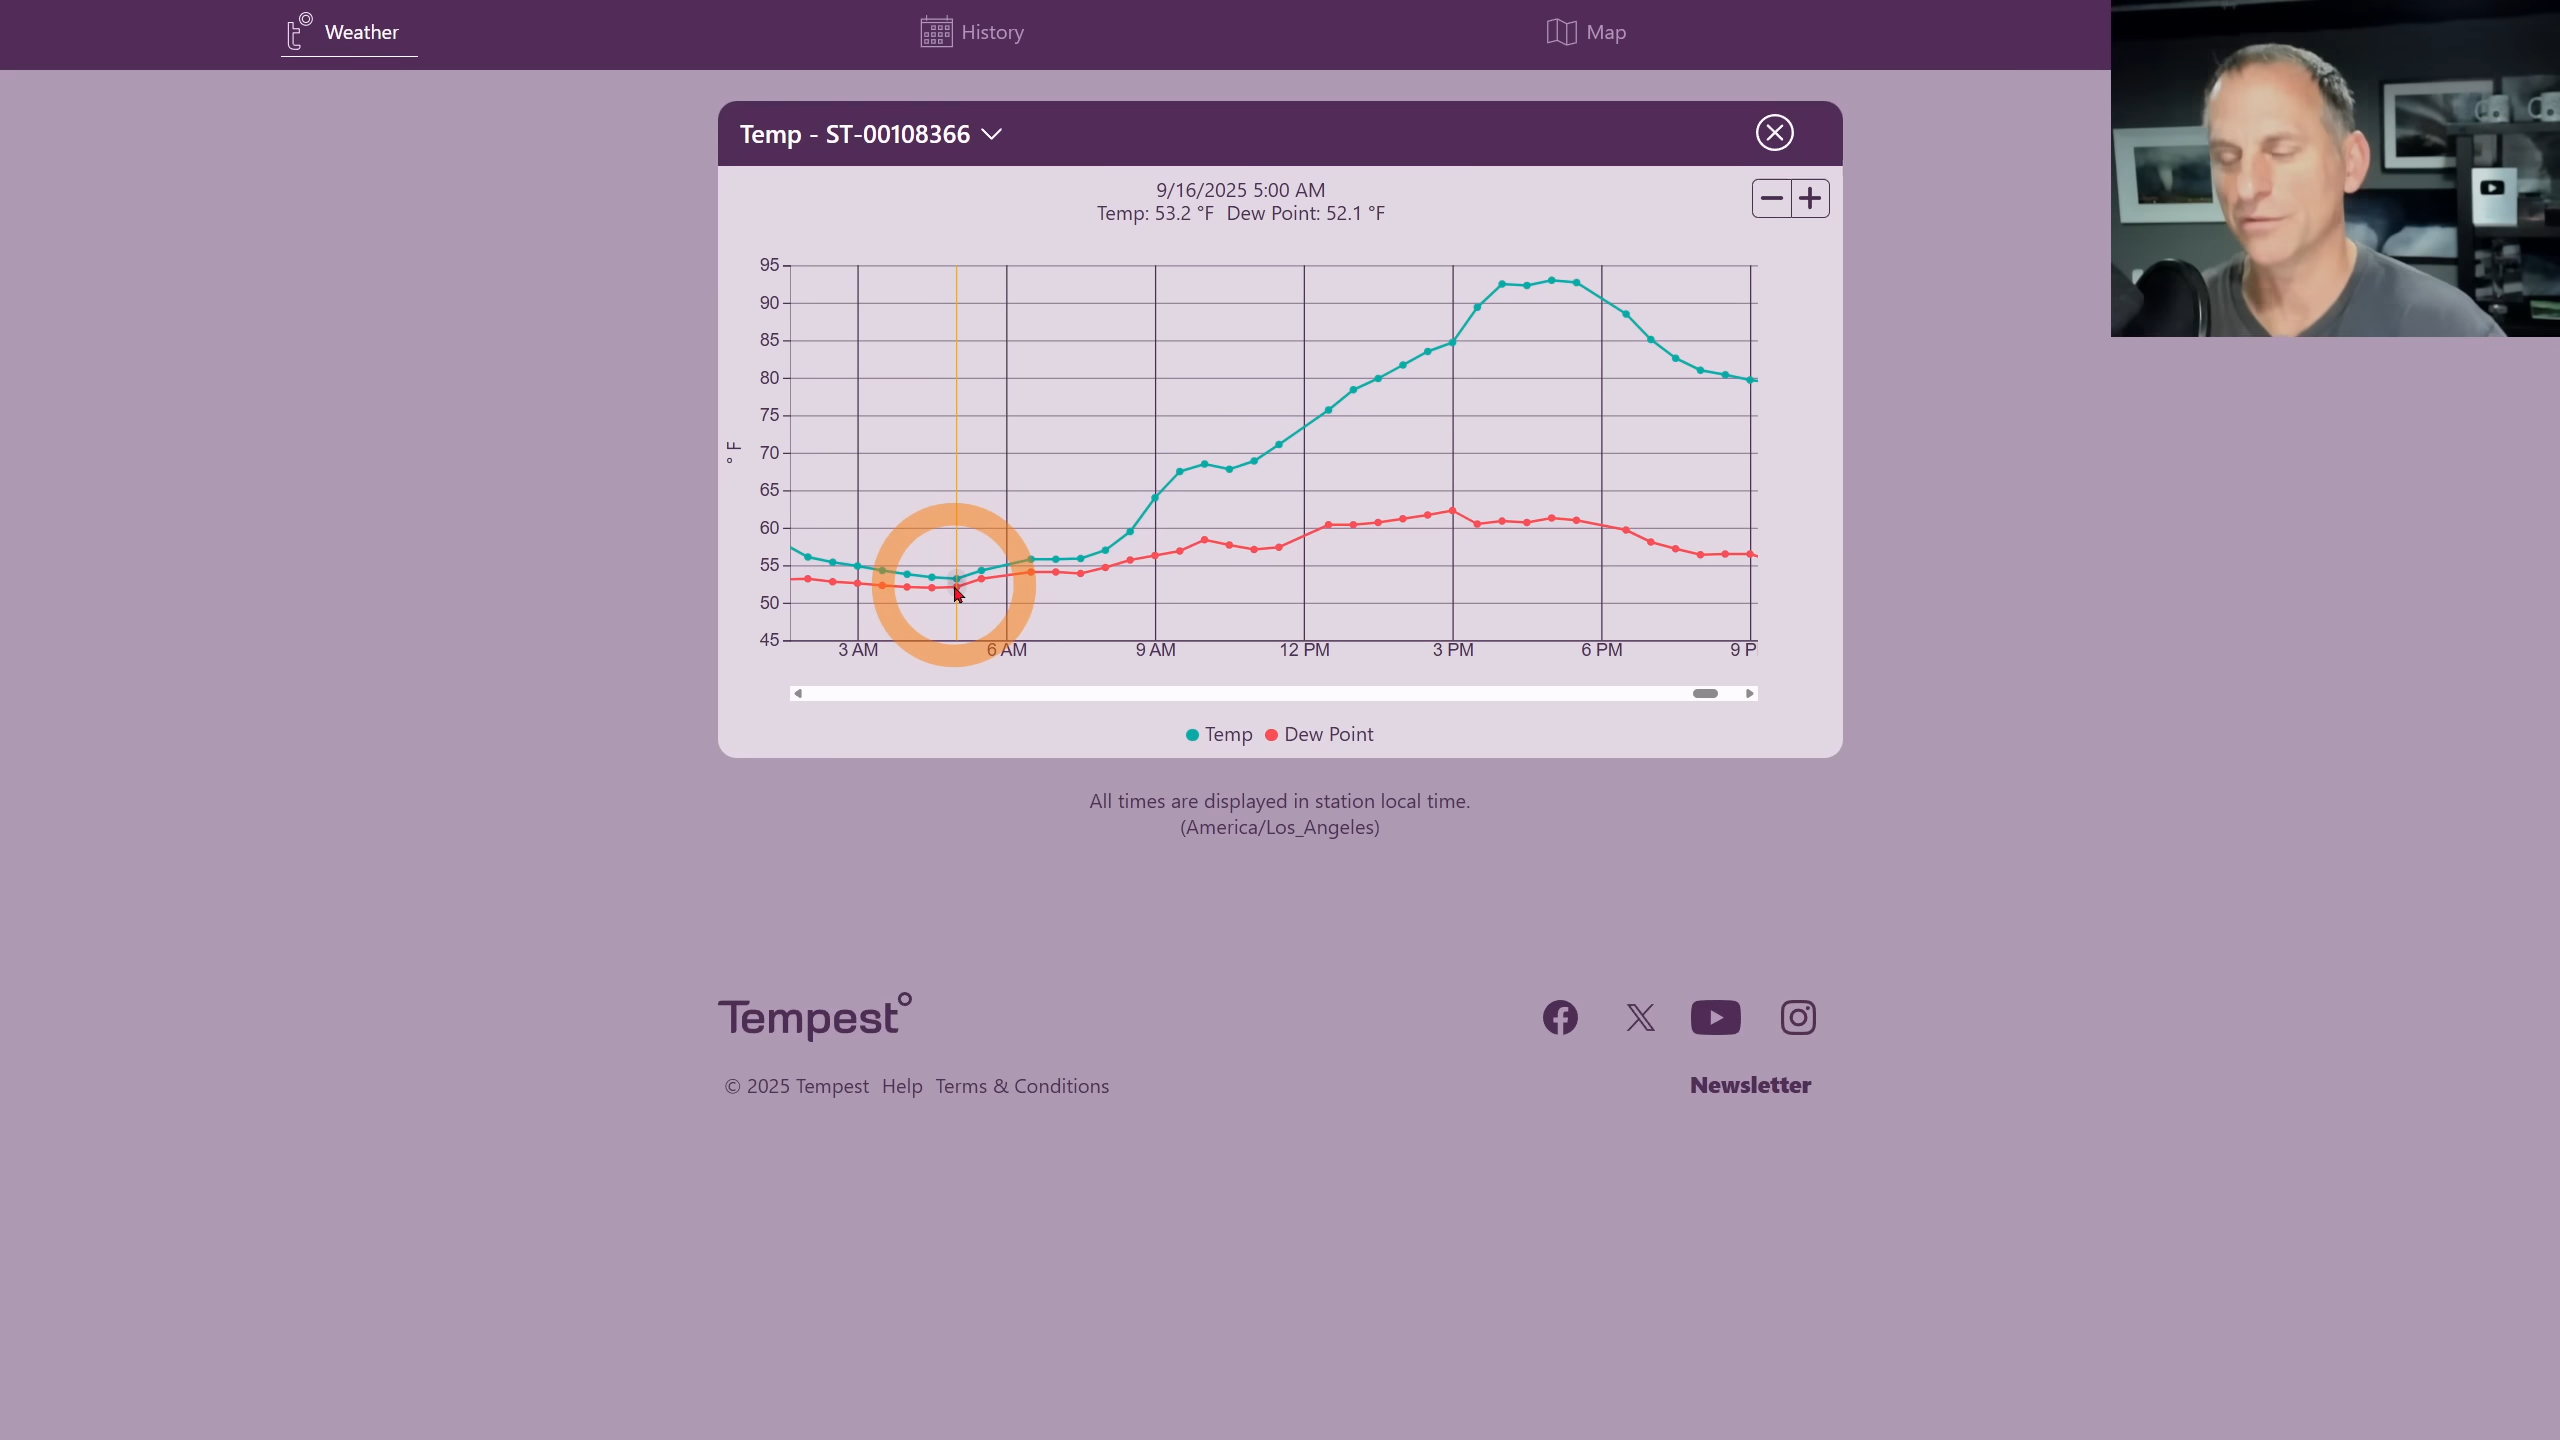 Weather
History
Map
Temp - ST-00108366
9/16/2025 5:00 AM
Temp: 53.2 °F Dew Point: 52.1 °F
95
90
85
80
75
70
65
60
55
50
45
° F
3 AM
6 AM
9 AM
12 PM
3 PM
6 PM
9 P
Temp
Dew Point
All times are displayed in station local time.
(America/Los_Angeles)
Tempest°
© 2025 Tempest Help Terms & Conditions
Newsletter